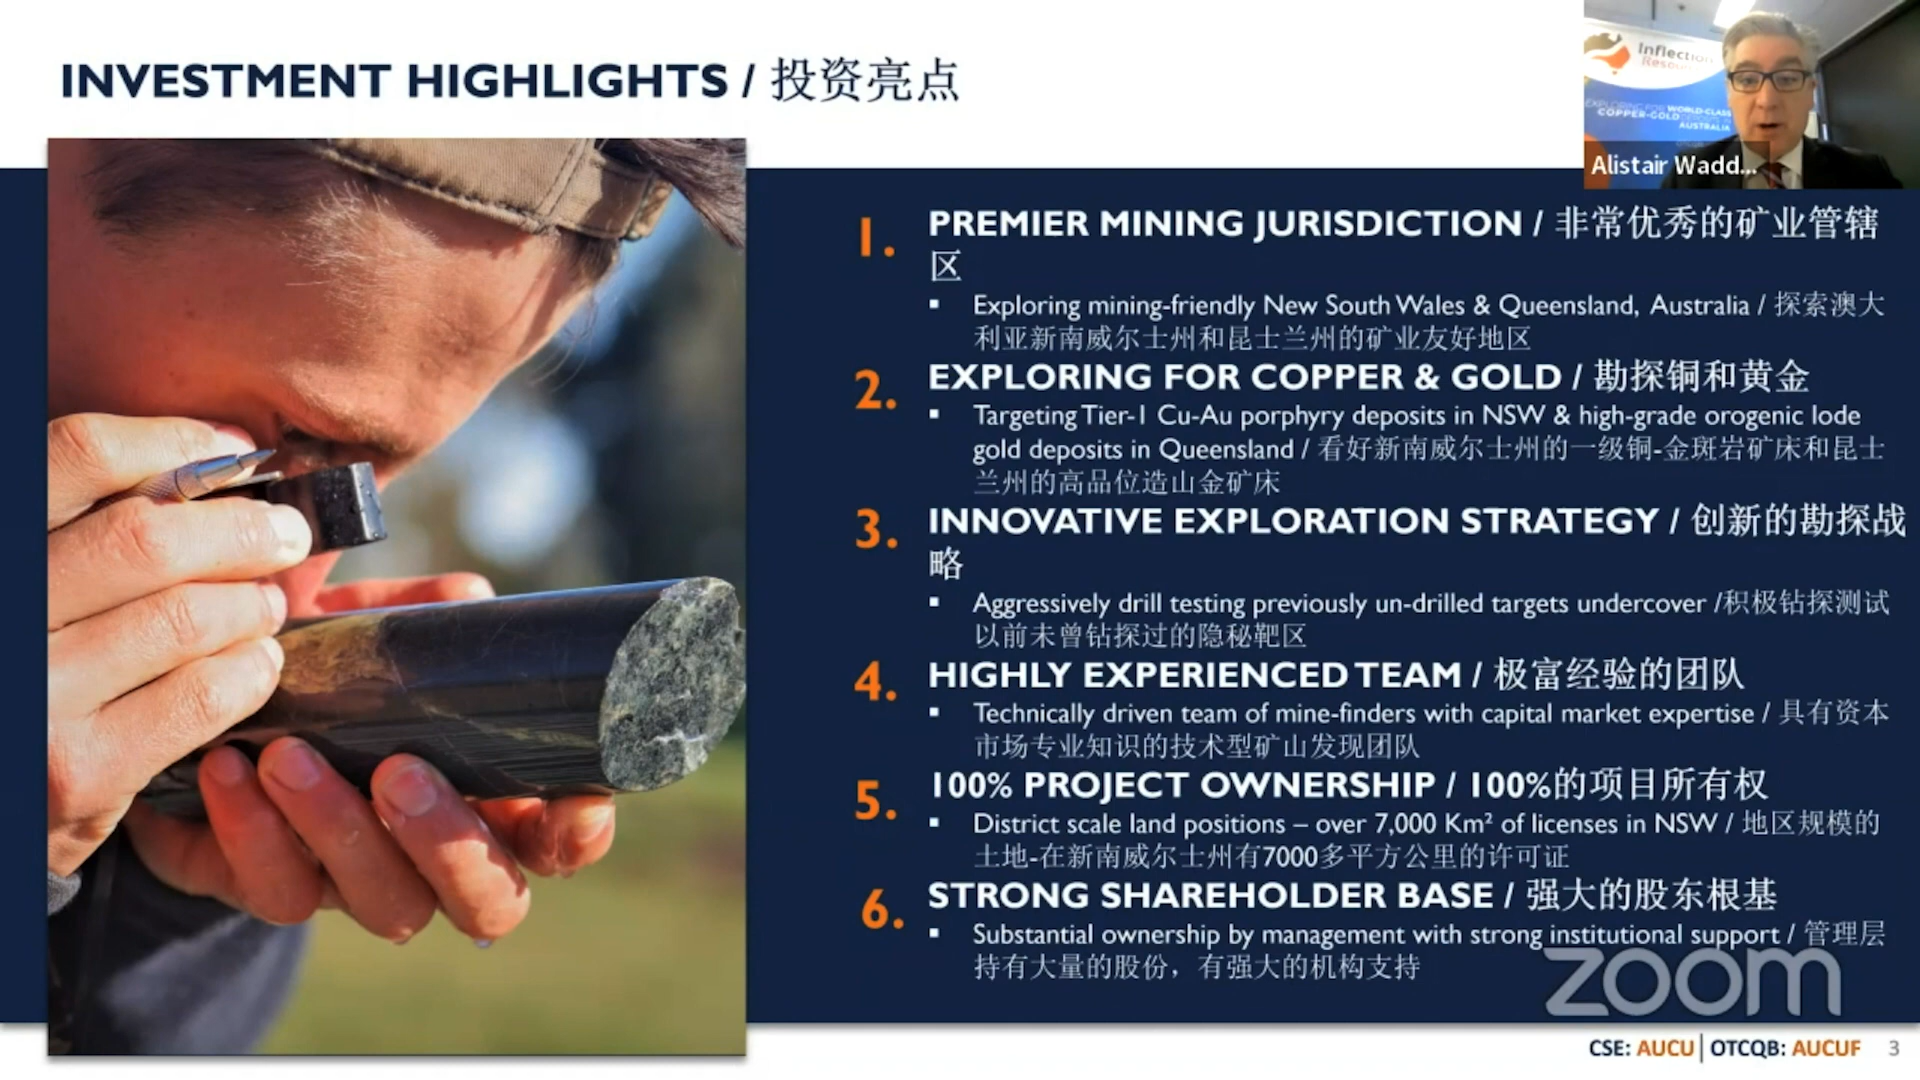 INVESTMENT HIGHLIGHTS / 投资亮点
Inflection
EXPLORING FOR WORLD-CLASS
COPPER-GOLD
AUSTRALIA
Alistair Wadd...
1. PREMIER MINING JURISDICTION / 非常优秀的矿业管辖
区
▪ Exploring mining-friendly New South Wales & Queensland, Australia / 探索澳大
利亚新南威尔士州和昆士兰州的矿业友好地区
2. EXPLORING FOR COPPER & GOLD / 勘探铜和黄金
▪ Targeting Tier-1 Cu-Au porphyry deposits in NSW & high-grade orogenic lode
gold deposits in Queensland / 看好新南威尔士州的一级铜-金斑岩矿床和昆士
兰州的高品位造山金矿床
3. INNOVATIVE EXPLORATION STRATEGY / 创新的勘探战
略
▪ Aggressively drill testing previously un-drilled targets undercover /积极钻探测试
以前未曾钻探过的隐秘靶区
4. HIGHLY EXPERIENCED TEAM / 极富经验的团队
▪ Technically driven team of mine-finders with capital market expertise / 具有资本
市场专业知识的技术型矿山发现团队
5. 100% PROJECT OWNERSHIP / 100%的项目所有权
▪ District scale land positions – over 7,000 Km² of licenses in NSW / 地区规模的
土地-在新南威尔士州有7000多平方公里的许可证
6. STRONG SHAREHOLDER BASE / 强大的股东根基
▪ Substantial ownership by management with strong institutional support / 管理层
持有大量的股份，有强大的机构支持
zoom
CSE: AUCU | OTCQB: AUCUF 3